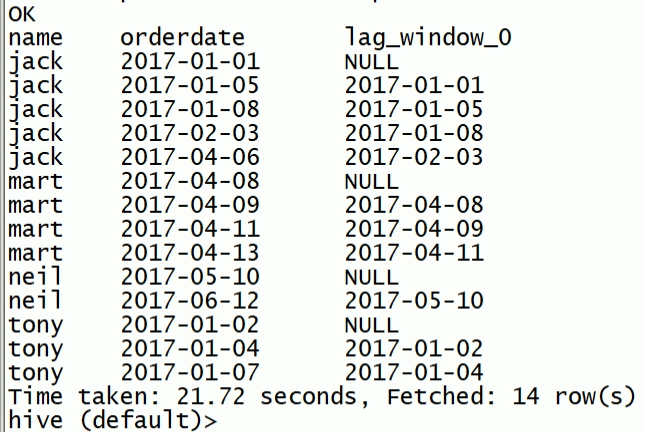 OK
name orderdate lag_window_0
jack 2017-01-01 NULL
jack 2017-01-05 2017-01-01
jack 2017-01-08 2017-01-05
jack 2017-02-03 2017-01-08
jack 2017-04-06 2017-02-03
mart 2017-04-08 NULL
mart 2017-04-09 2017-04-08
mart 2017-04-11 2017-04-09
mart 2017-04-13 2017-04-11
neil 2017-05-10 NULL
neil 2017-06-12 2017-05-10
tony 2017-01-02 NULL
tony 2017-01-04 2017-01-02
tony 2017-01-07 2017-01-04
Time taken: 21.72 seconds, Fetched: 14 row(s)
hive (default)>